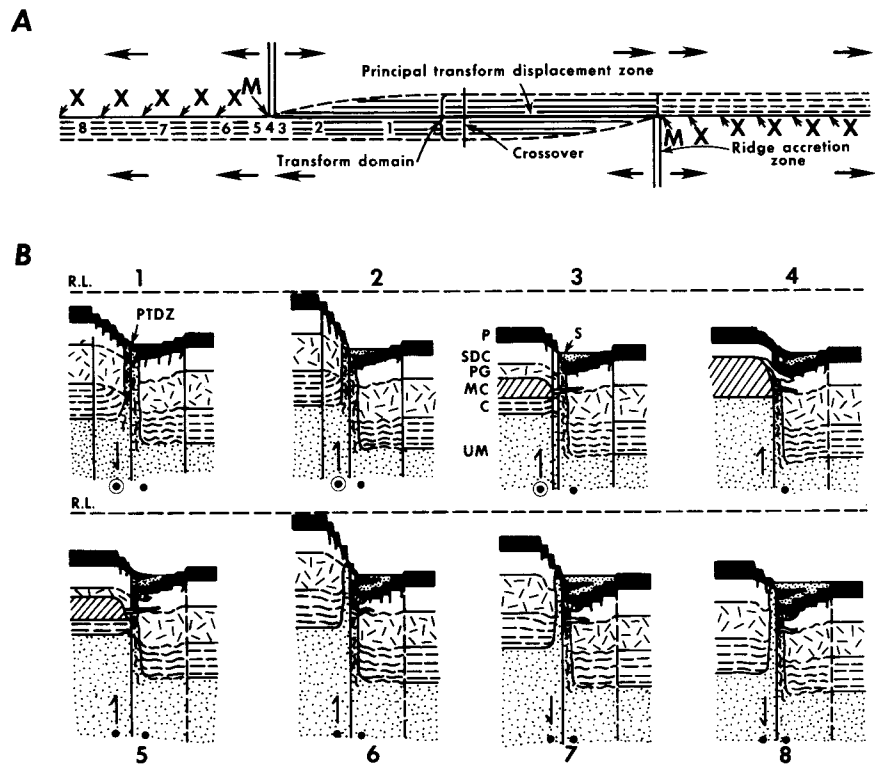 A
X X X X X M
Principal transform displacement zone
8 7 6 5 4 3 2 1
M X X X X X
Transform domain
Crossover
Ridge accretion
zone
B
R.L. 1 2 3 4
PTDZ
P S
SDC
PG
MC
C
UM
R.L.
5 6 7 8